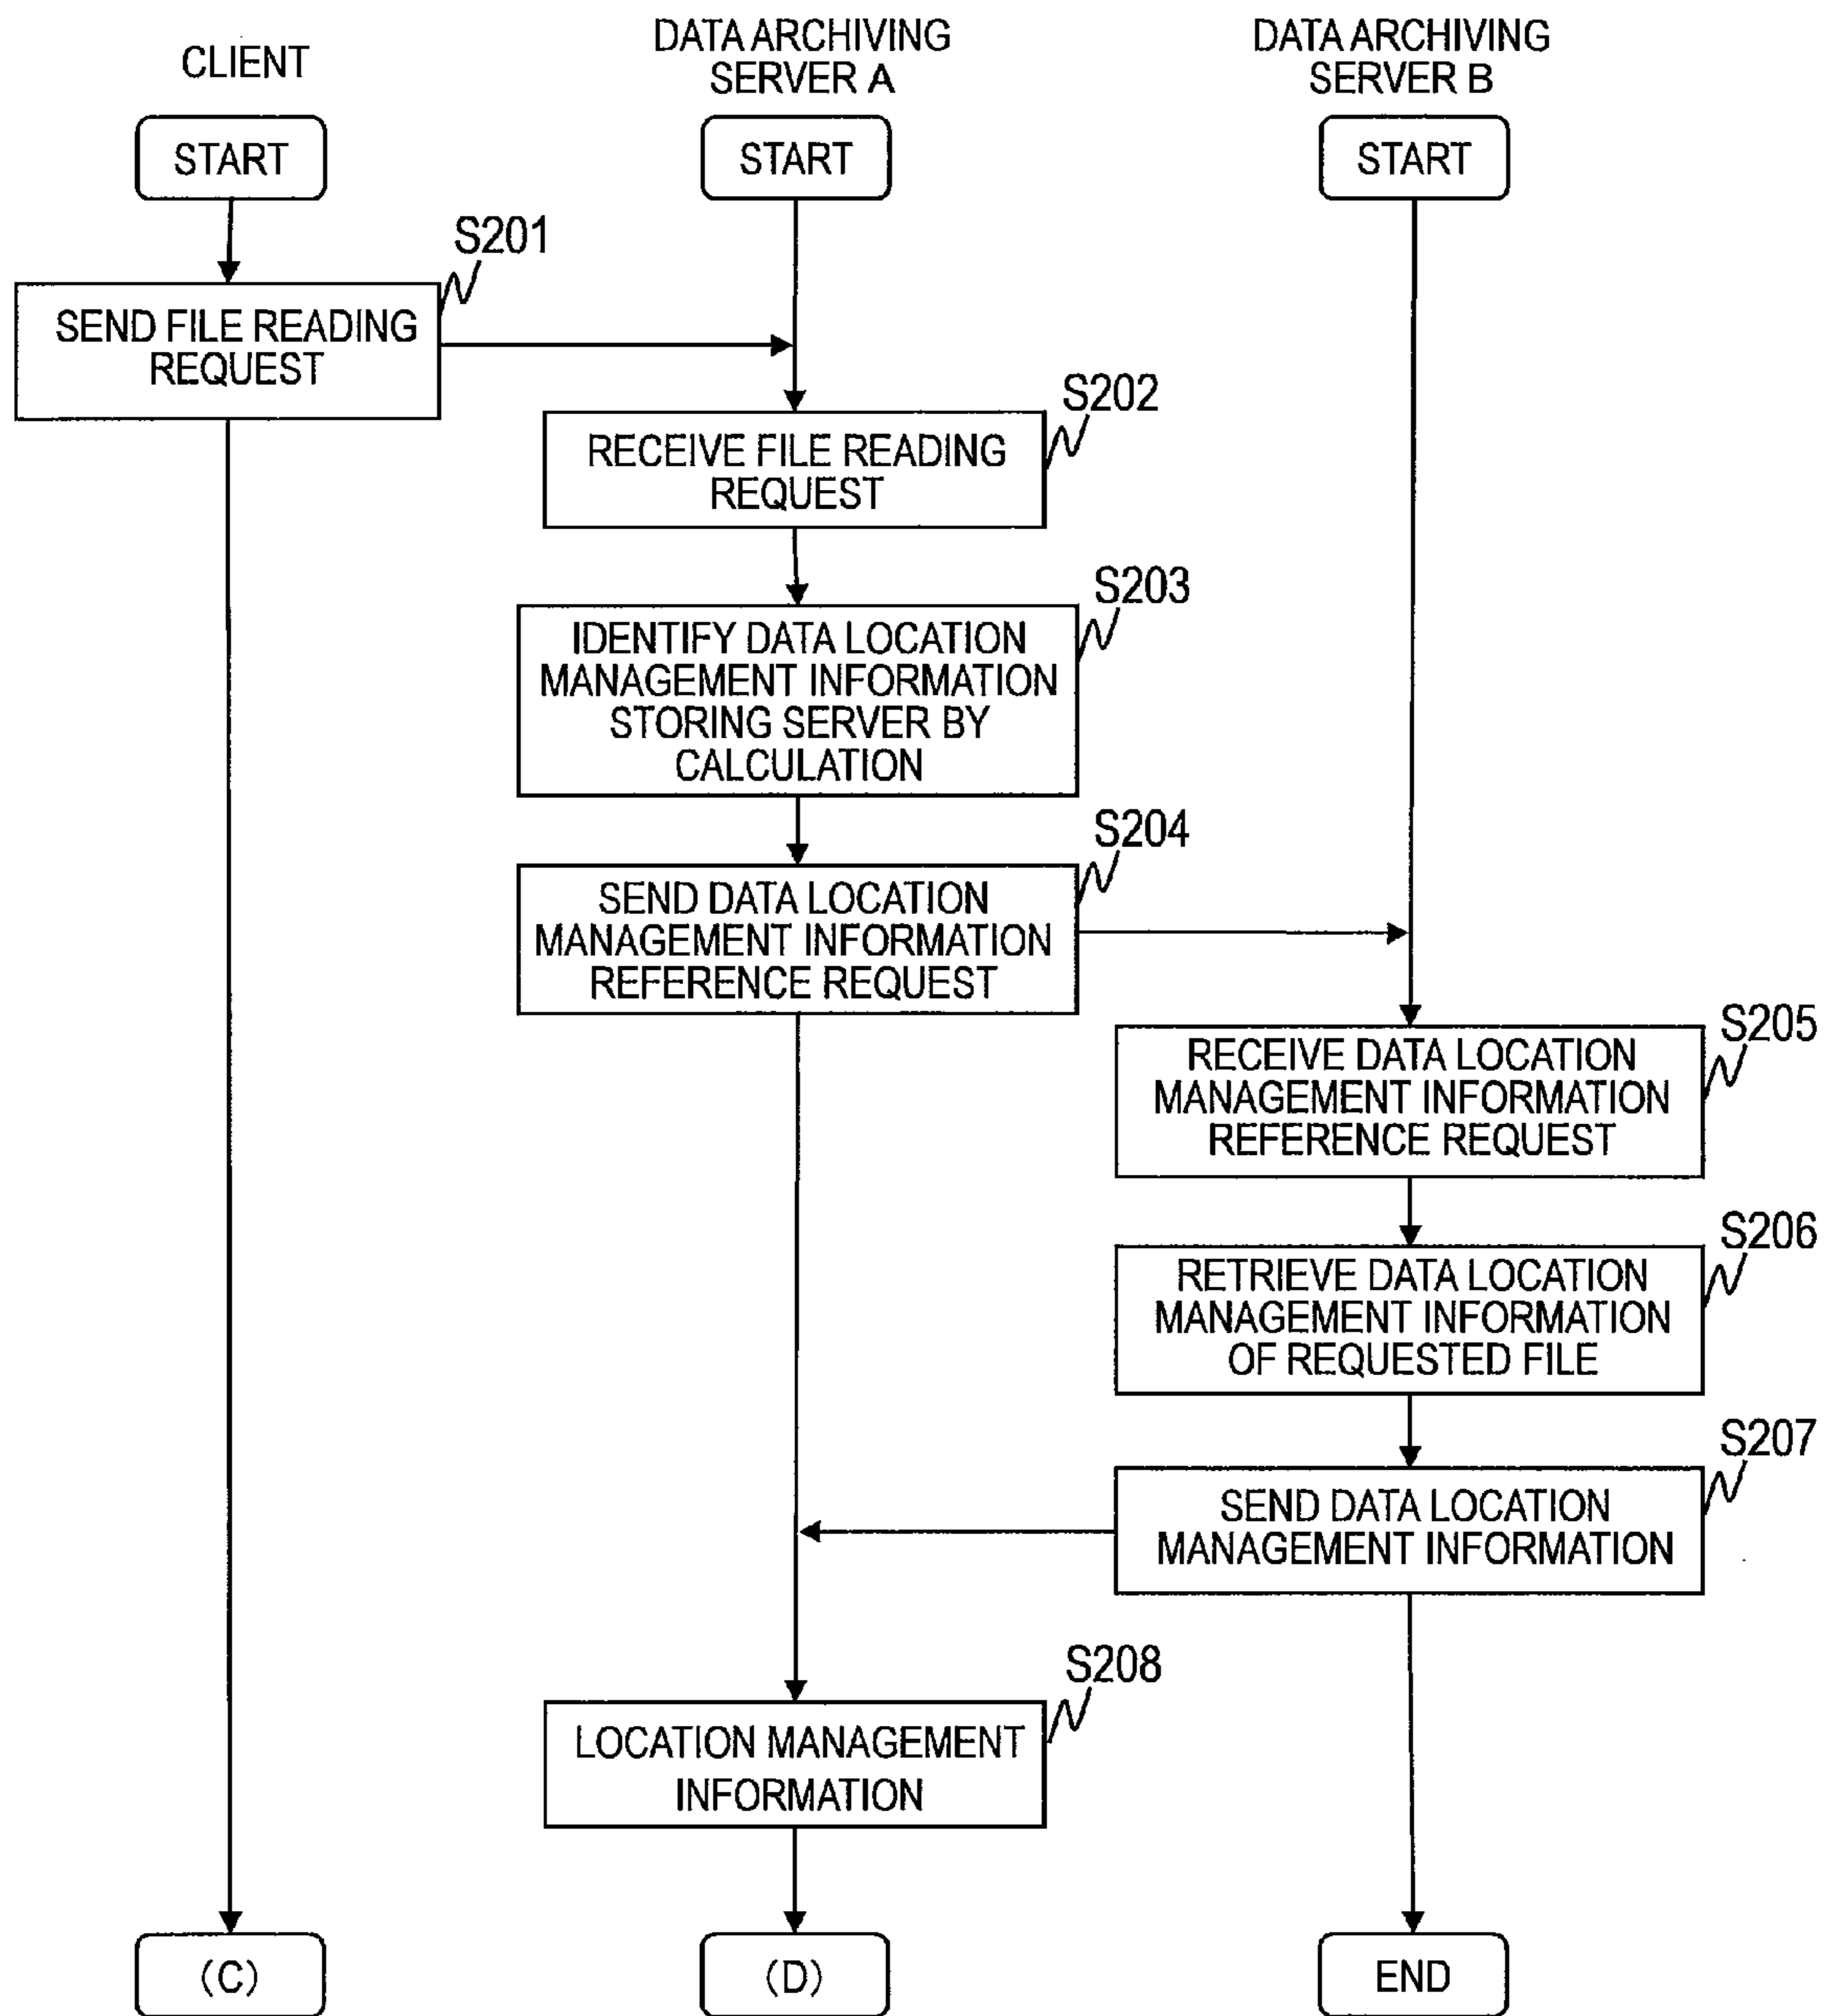 CLIENT
DATA ARCHIVING
SERVER A
DATA ARCHIVING
SERVER B
START
START
START
S201
SEND FILE READING
REQUEST
S202
RECEIVE FILE READING
REQUEST
S203
IDENTIFY DATA LOCATION
MANAGEMENT INFORMATION
STORING SERVER BY
CALCULATION
S204
SEND DATA LOCATION
MANAGEMENT INFORMATION
REFERENCE REQUEST
S205
RECEIVE DATA LOCATION
MANAGEMENT INFORMATION
REFERENCE REQUEST
S206
RETRIEVE DATA LOCATION
MANAGEMENT INFORMATION
OF REQUESTED FILE
S207
SEND DATA LOCATION
MANAGEMENT INFORMATION
S208
LOCATION MANAGEMENT
INFORMATION
(C)
(D)
END